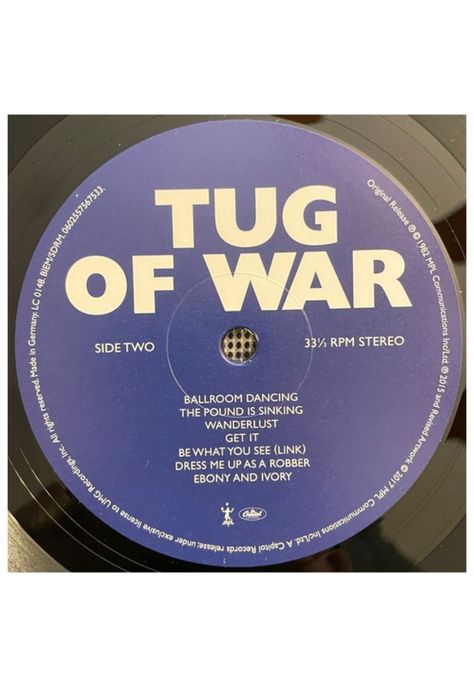 TUG
OF WAR
SIDE TWO
33⅓ RPM STEREO
BALLROOM DANCING
THE POUND IS SINKING
WANDERLUST
GET IT
BE WHAT YOU SEE (LINK)
DRESS ME UP AS A ROBBER
EBONY AND IVORY
Capitol
Original Release ℗ © 1982 MPL Communications Inc/Ltd. ℗ 2015 and Revised Artwork © 2017 MPL Communications Inc/Ltd. A Capitol Records release; under exclusive license to UMG Recordings Inc. All rights reserved. Made in Germany. LC 0148. BIEM/SDRM. 0602557567533.